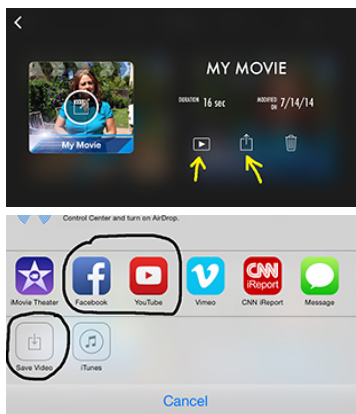 MY MOVIE
DURATION 16 sec MODIFIED ON 7/14/14
My Movie
Control Center and turn on AirDrop.
iMovie Theater Facebook YouTube Vimeo CNN iReport Message
Save Video iTunes
Cancel